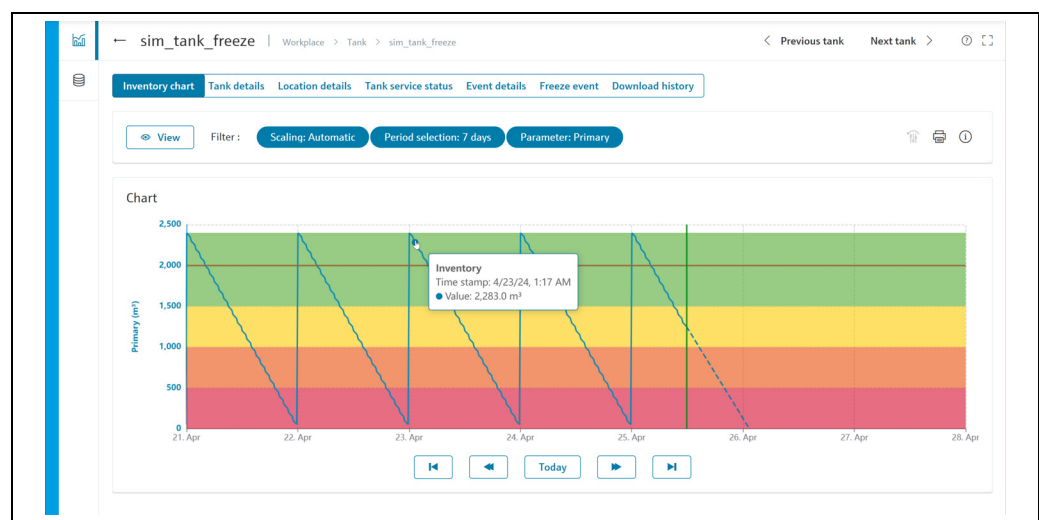 ← sim_tank_freeze | Workplace > Tank > sim_tank_freeze < Previous tank Next tank >
Inventory chart Tank details Location details Tank service status Event details Freeze event Download history
View Filter : Scaling: Automatic Period selection: 7 days Parameter: Primary
Chart
Primary (m³)
2,500
2,000
1,500
1,000
500
0
Inventory
Time stamp: 4/23/24, 1:17 AM
Value: 2,283.0 m³
21. Apr 22. Apr 23. Apr 24. Apr 25. Apr 26. Apr 27. Apr 28. Apr
Today